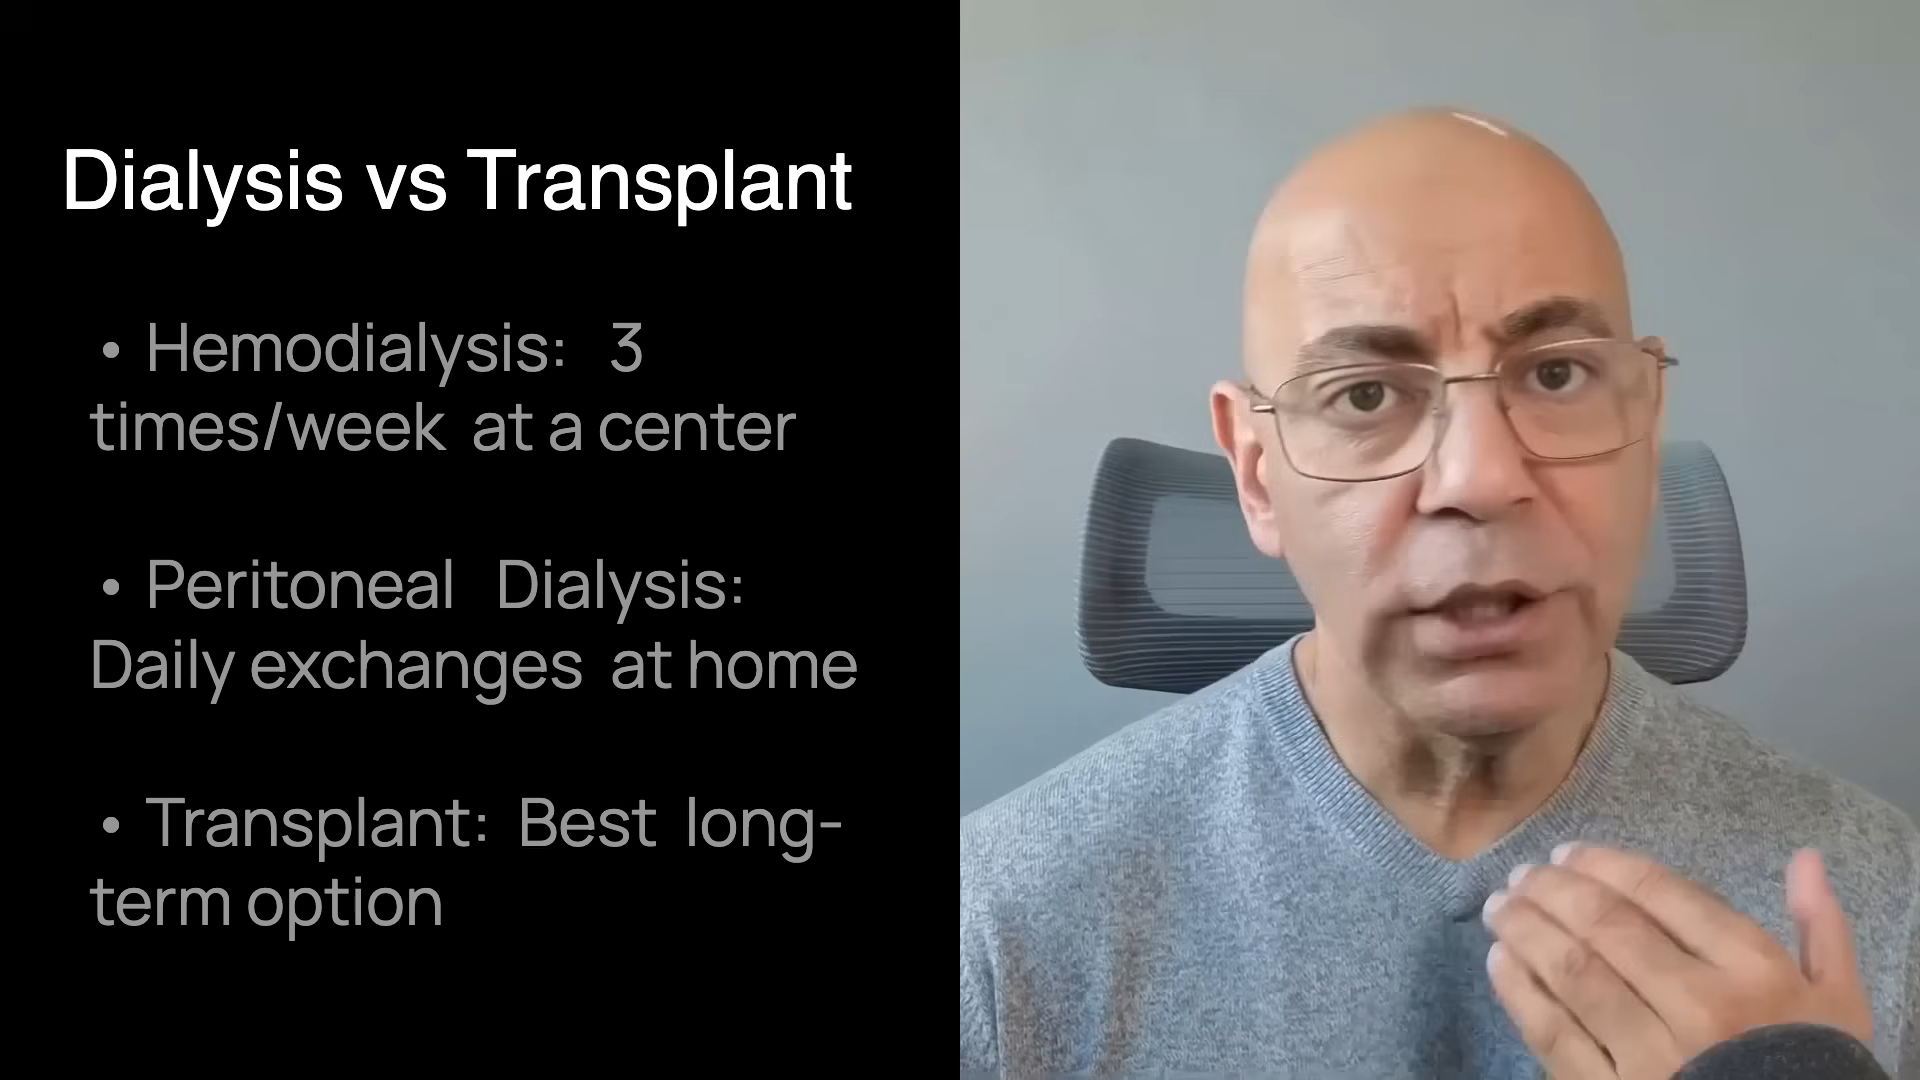 Dialysis vs Transplant
• Hemodialysis: 3
times/week at a center
• Peritoneal Dialysis:
Daily exchanges at home
• Transplant: Best long-
term option